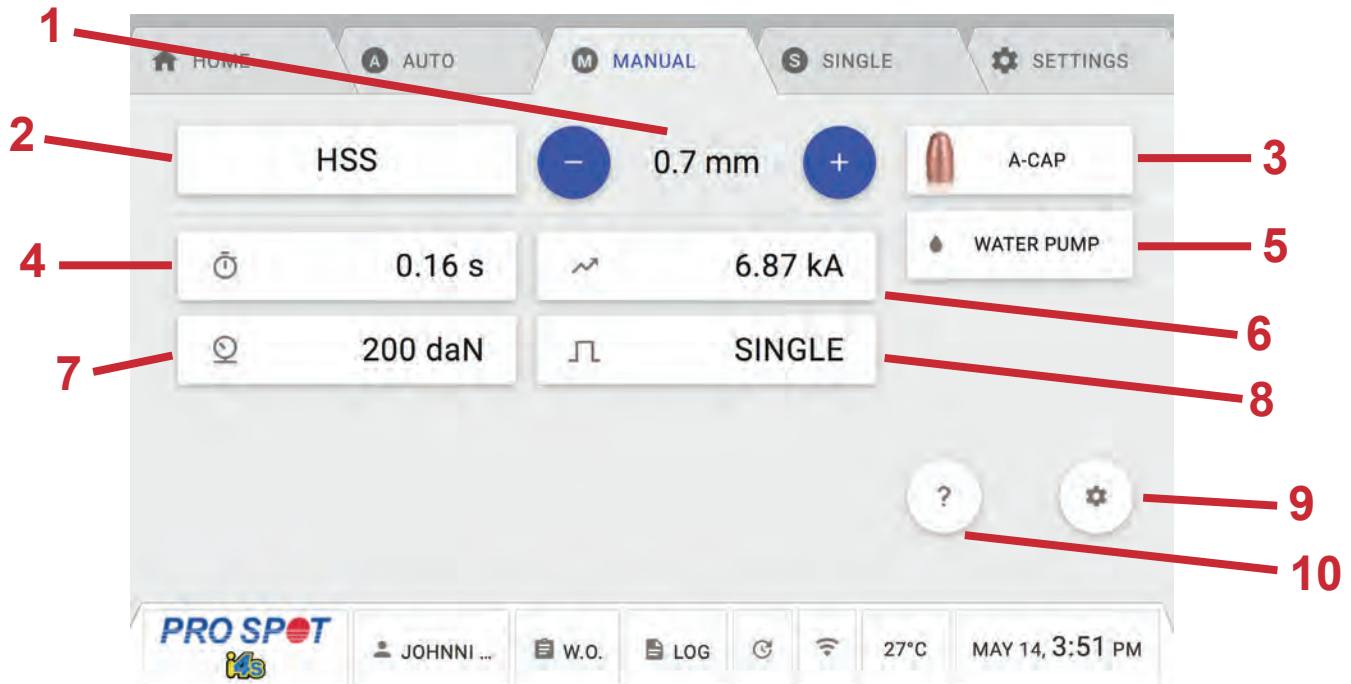 1
HOME
A AUTO
M MANUAL
S SINGLE
SETTINGS
2
HSS
−
0.7 mm
+
A-CAP
3
4
0.16 s
6.87 kA
WATER PUMP
5
6
7
200 daN
SINGLE
8
?
9
10
PRO SPOT
i4s
JOHNNI ...
W.O.
LOG
27°C
MAY 14, 3:51 PM